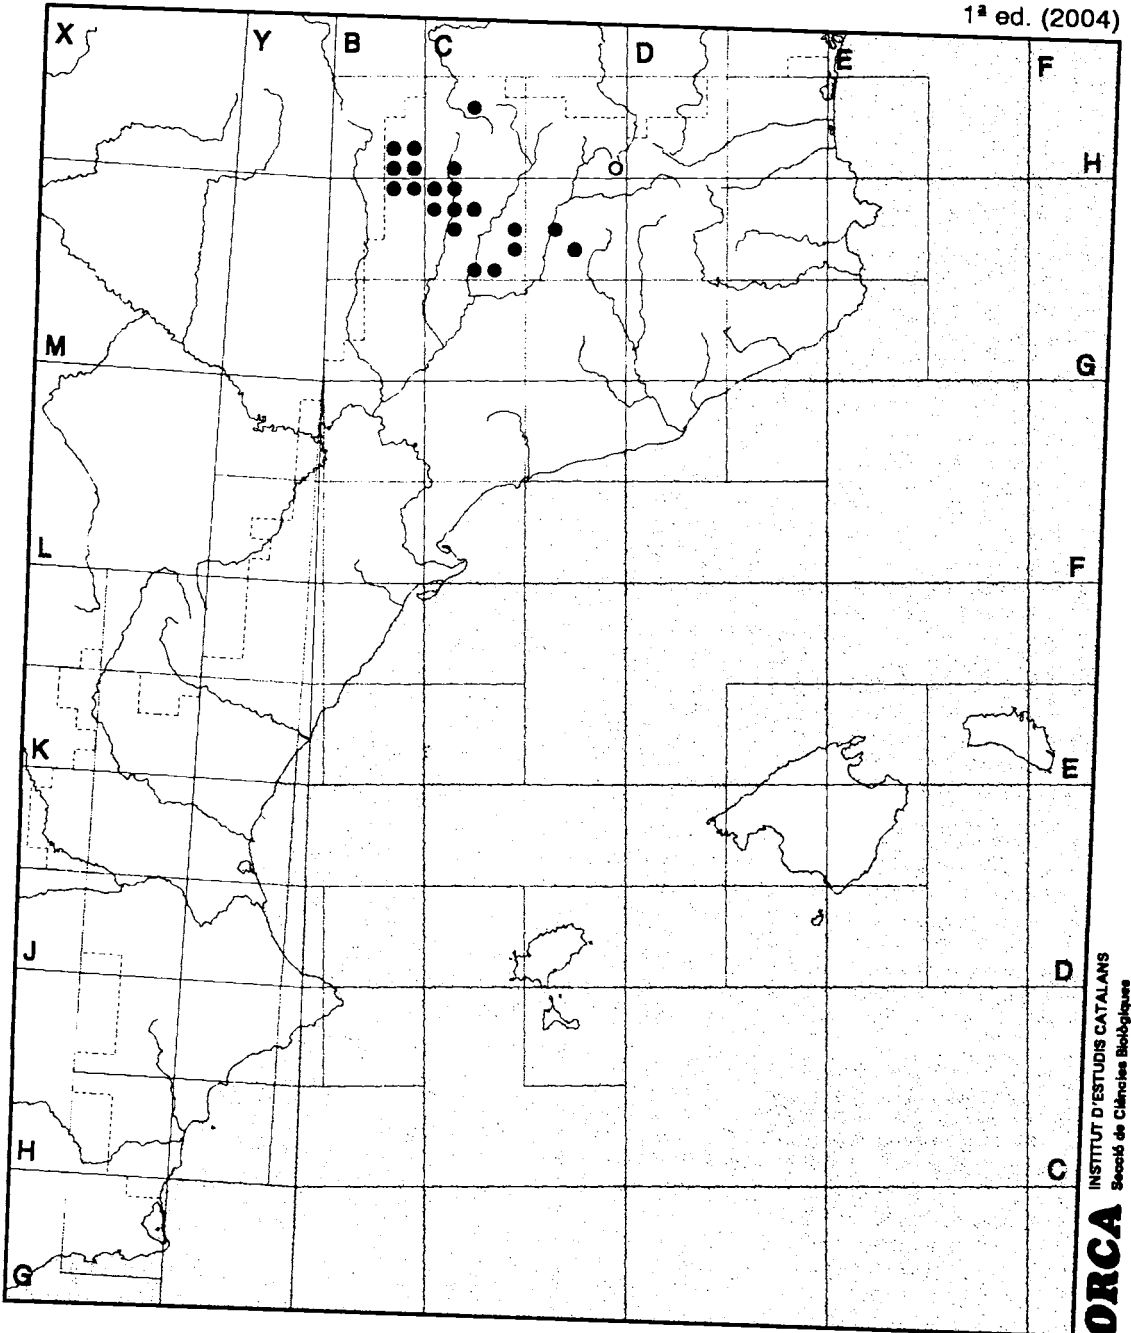 1ª ed. (2004)
X
Y
B
C
D
E
F
H
M
G
L
F
K
E
J
D
H
C
G
INSTITUT D'ESTUDIS CATALANS
Secció de Ciències Biològiques
ORCA